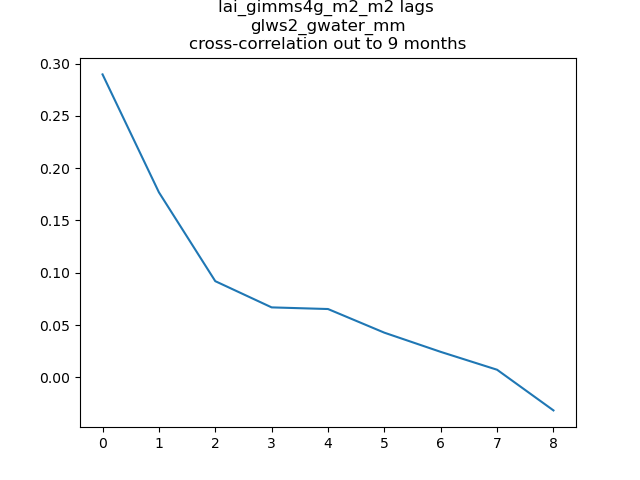 lai_gimms4g_m2_m2 lags
glws2_gwater_mm
cross-correlation out to 9 months
0.30
0.25
0.20
0.15
0.10
0.05
0.00
0 1 2 3 4 5 6 7 8